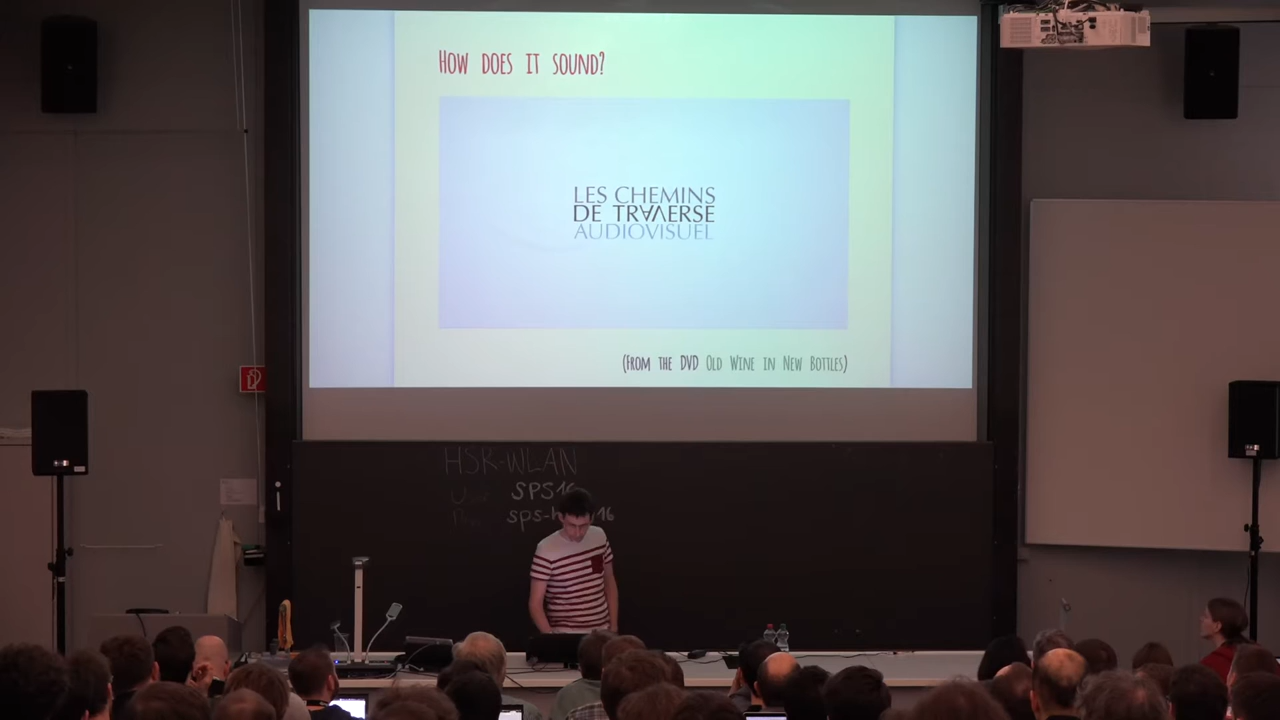 HOW DOES IT SOUND?
LES CHEMINS
DE TRAVERSE
AUDIOVISUEL
(FROM THE DVD OLD WINE IN NEW BOTTLES)
HSR-WLAN
SPS16